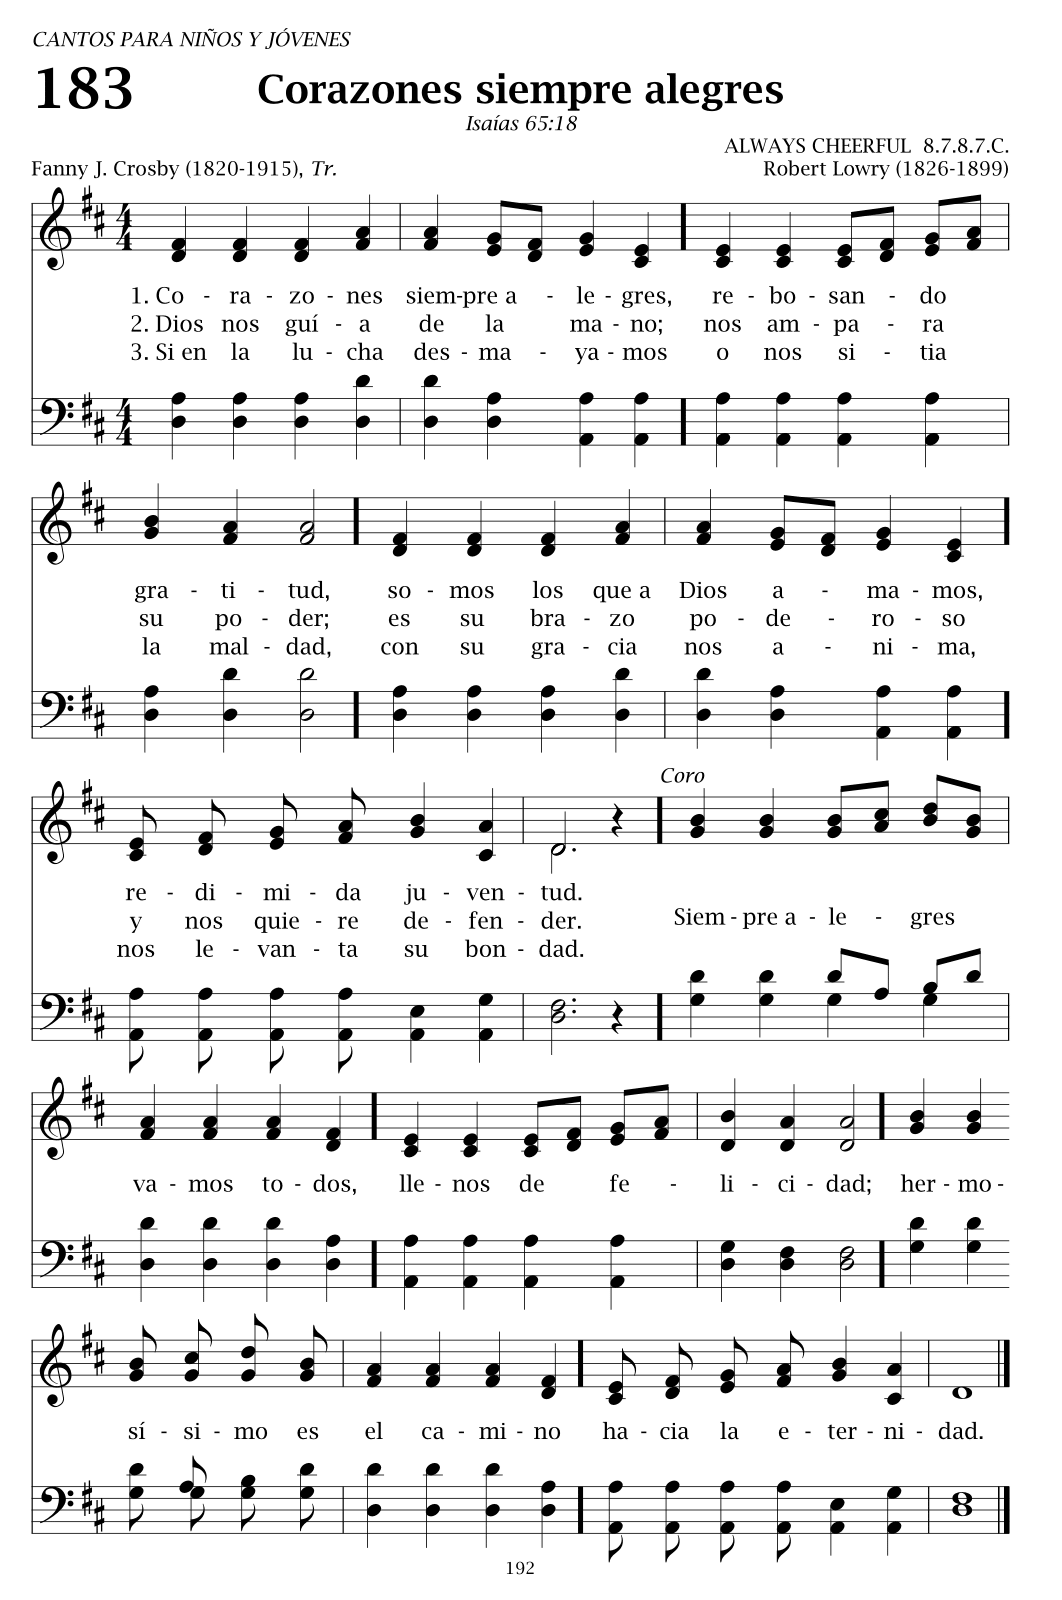 CANTOS PARA NIÑOS Y JÓVENES
183 Corazones siempre alegres
Isaías 65:18
ALWAYS CHEERFUL 8.7.8.7.C.
Fanny J. Crosby (1820-1915), Tr. Robert Lowry (1826-1899)
1. Co - ra - zo - nes siem-pre a - le - gres, re - bo - san - do
2. Dios nos guí - a de la ma - no; nos am - pa - ra
3. Si en la lu - cha des - ma - ya - mos o nos si - tia
gra - ti - tud, so - mos los que a Dios a - ma - mos,
su po - der; es su bra - zo po - de - ro - so
la mal - dad, con su gra - cia nos a - ni - ma,
Coro
re - di - mi - da ju - ven - tud.
y nos quie - re de - fen - der.
Siem - pre a - le - gres
nos le - van - ta su bon - dad.
va - mos to - dos, lle - nos de fe - li - ci - dad; her - mo -
sí - si - mo es el ca - mi - no ha - cia la e - ter - ni - dad.
192